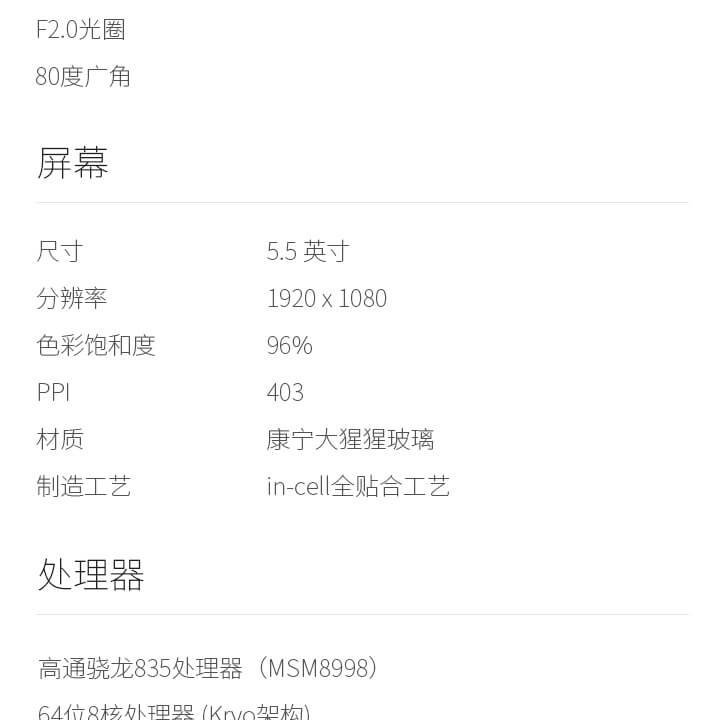 F2.0光圈
80度广角
屏幕
尺寸 5.5 英寸
分辨率 1920 x 1080
色彩饱和度 96%
PPI 403
材质 康宁大猩猩玻璃
制造工艺 in-cell全贴合工艺
处理器
高通骁龙835处理器（MSM8998）
64位8核处理器 (Kryo架构)